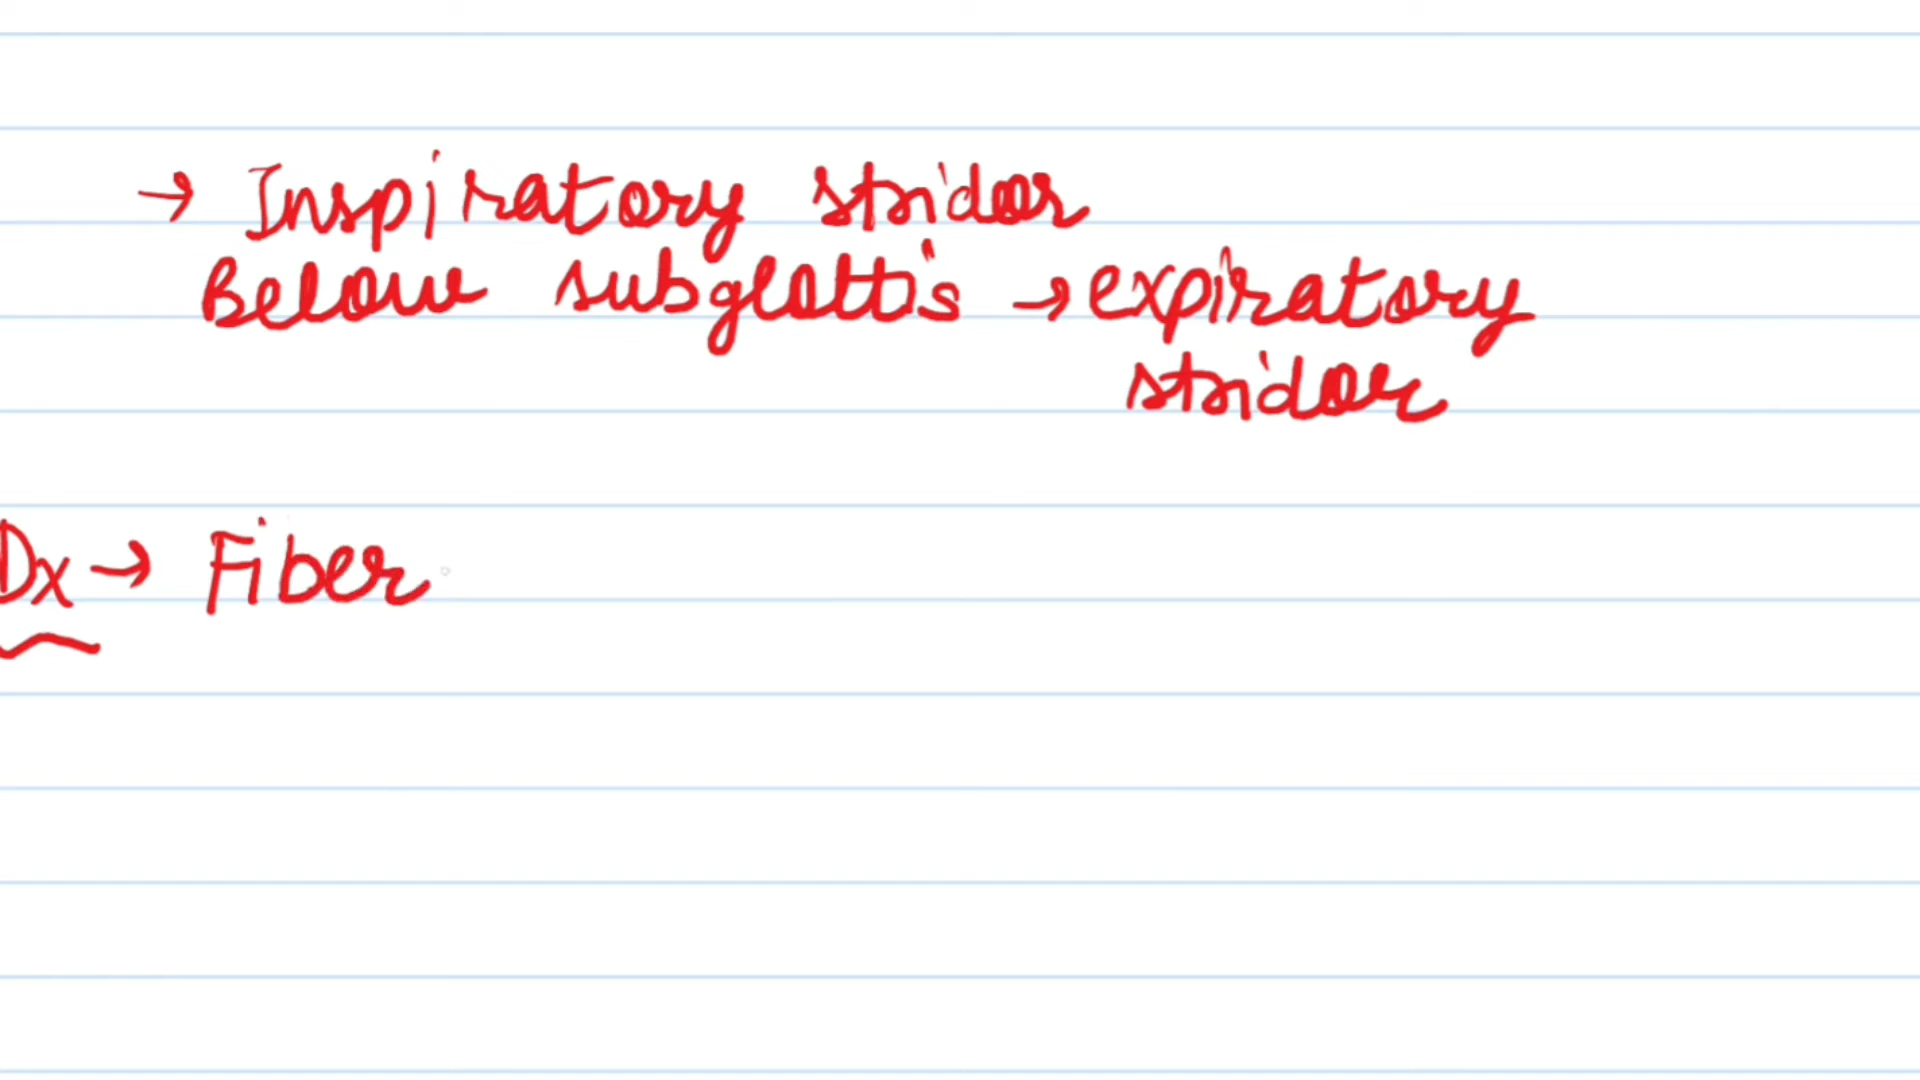 → Inspiratory stridor
Below subglottis → expiratory
stridor
Dx → Fiber